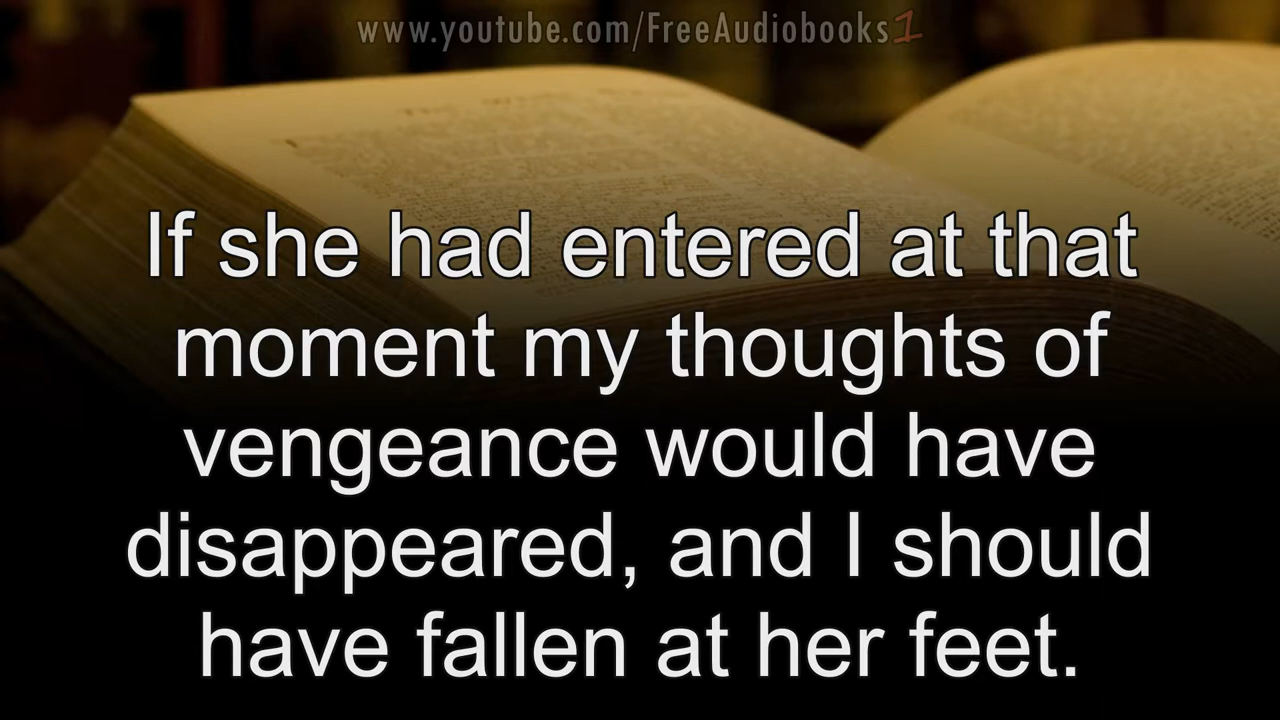 www.youtube.com/FreeAudiobooks1
If she had entered at that
moment my thoughts of
vengeance would have
disappeared, and I should
have fallen at her feet.